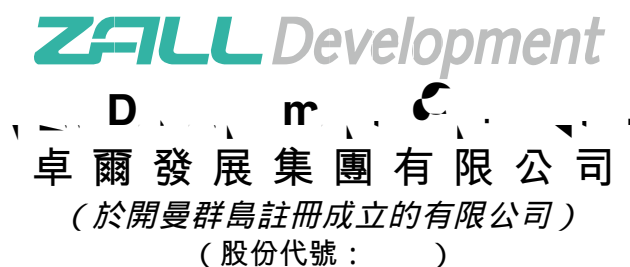 ZALL Development
D m C
卓爾發展集團有限公司
(於開曼群島註冊成立的有限公司)
(股份代號： )